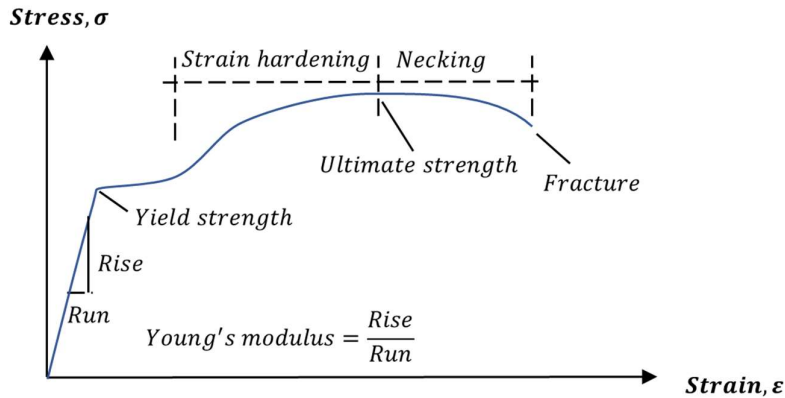 Stress, σ
Strain hardening
Necking
Ultimate strength
Fracture
Yield strength
Rise
Run
Young's modulus = Rise / Run
Strain, ε